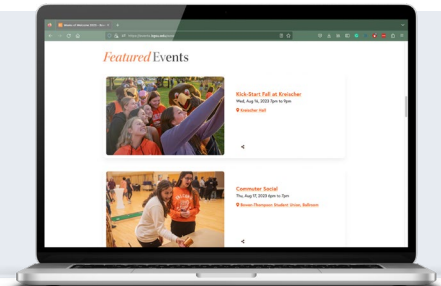 Featured Events
Kick-Start Fall at Kreischer
Wed, Aug 16, 2023 7pm to 9pm
Kreischer Hall
Commuter Social
Thu, Aug 17, 2023 6pm to 7pm
Bowen-Thompson Student Union, Ballroom